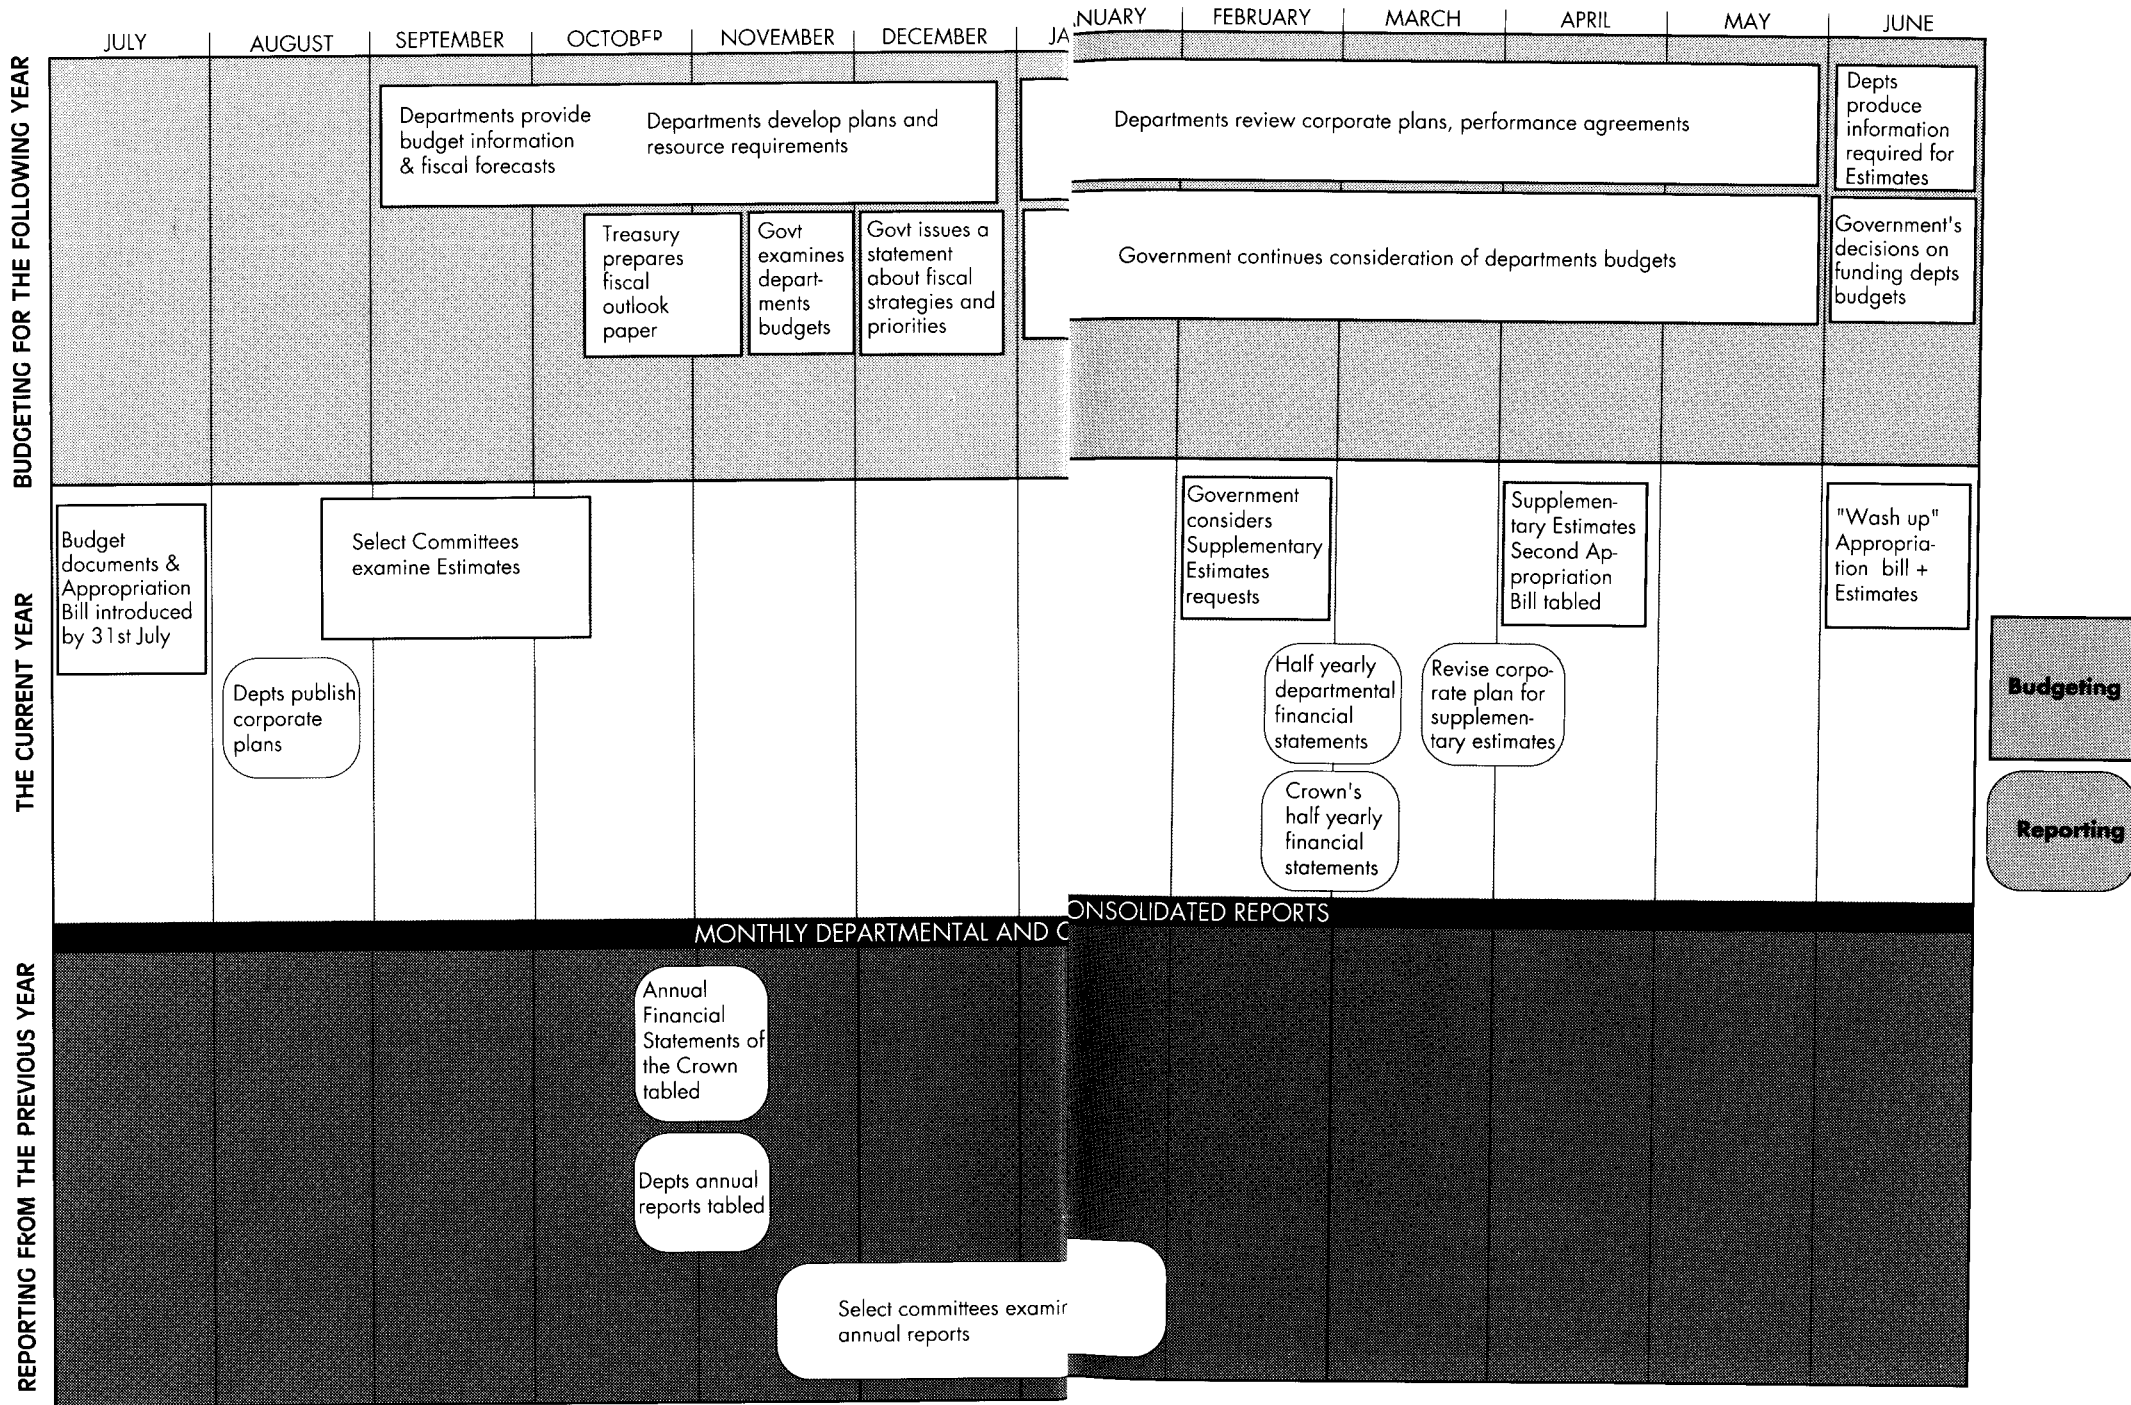 JULY
AUGUST
SEPTEMBER
OCTOBER
NOVEMBER
DECEMBER
JA
NUARY
FEBRUARY
MARCH
APRIL
MAY
JUNE
BUDGETING FOR THE FOLLOWING YEAR
Departments provide
budget information
& fiscal forecasts
Departments develop plans and
resource requirements
Departments review corporate plans, performance agreements
Depts
produce
information
required for
Estimates
Treasury
prepares
fiscal
outlook
paper
Govt
examines
depart-
ments
budgets
Govt issues a
statement
about fiscal
strategies and
priorities
Government continues consideration of departments budgets
Government's
decisions on
funding depts
budgets
THE CURRENT YEAR
Budget
documents &
Appropriation
Bill introduced
by 31st July
Select Committees
examine Estimates
Depts publish
corporate
plans
Government
considers
Supplementary
Estimates
requests
Supplemen-
tary Estimates
Second Ap-
propriation
Bill tabled
"Wash up"
Appropria-
tion bill +
Estimates
Half yearly
departmental
financial
statements
Revise corpo-
rate plan for
supplemen-
tary estimates
Crown's
half yearly
financial
statements
Budgeting
Reporting
MONTHLY DEPARTMENTAL AND C
ONSOLIDATED REPORTS
REPORTING FROM THE PREVIOUS YEAR
Annual
Financial
Statements of
the Crown
tabled
Depts annual
reports tabled
Select committees examin
annual reports